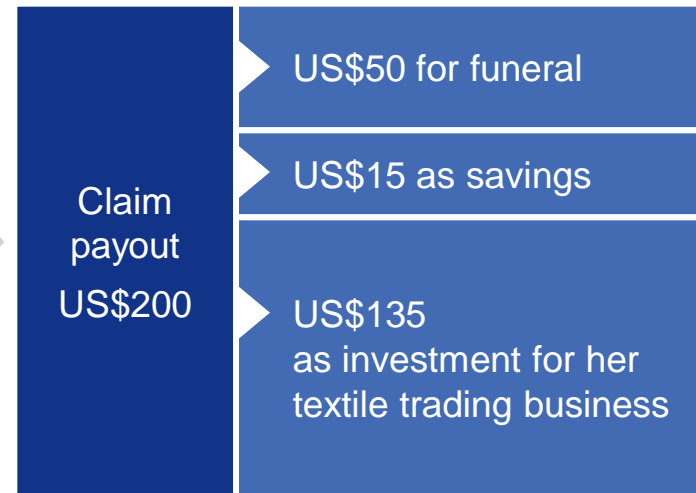 Claim
payout
US$200
US$50 for funeral
US$15 as savings
US$135
as investment for her
textile trading business